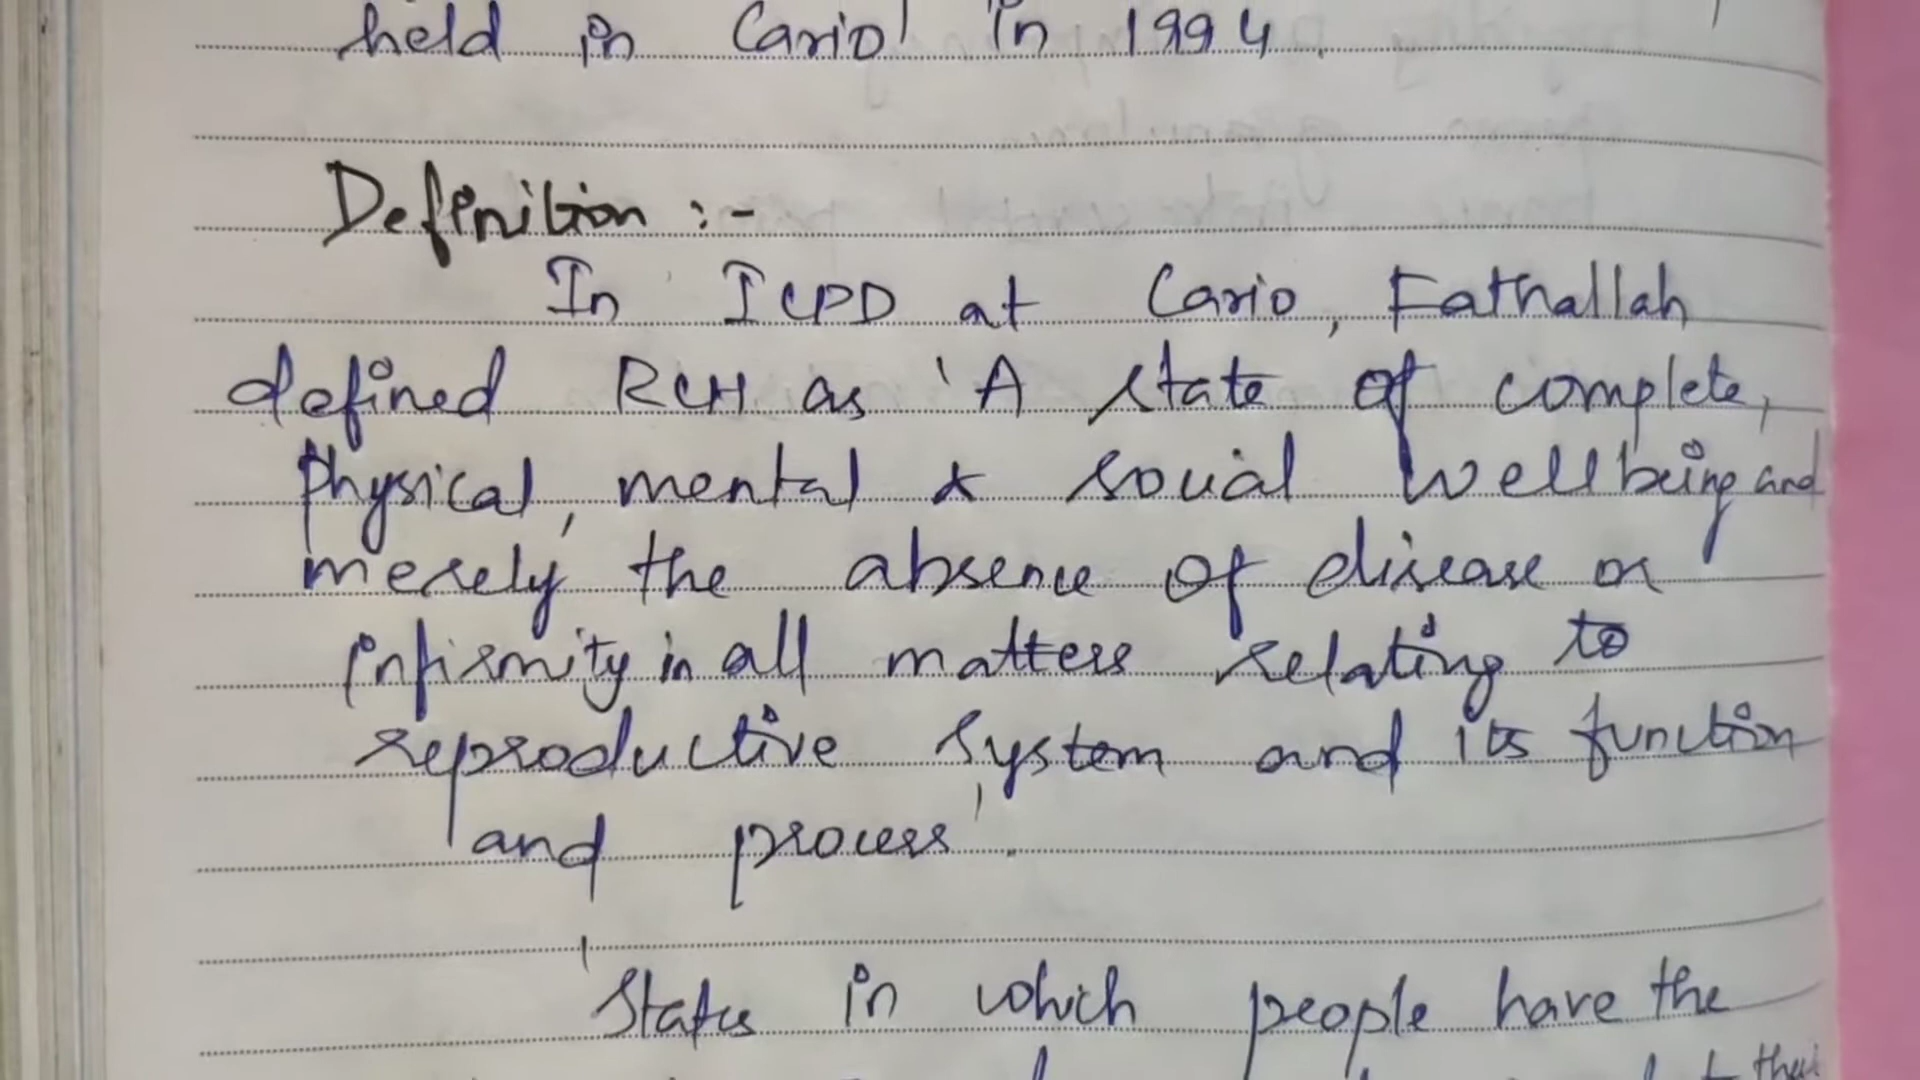 held in Cario' in 1994.
Definition :-
In ICPD at Cario, Fathallah
defined RCH as 'A state of complete,
physical, mental & social wellbeing and
merely the absence of disease or
infirmity in all matters relating to
reproductive system and its function
and process'.
'States in which people have the
their